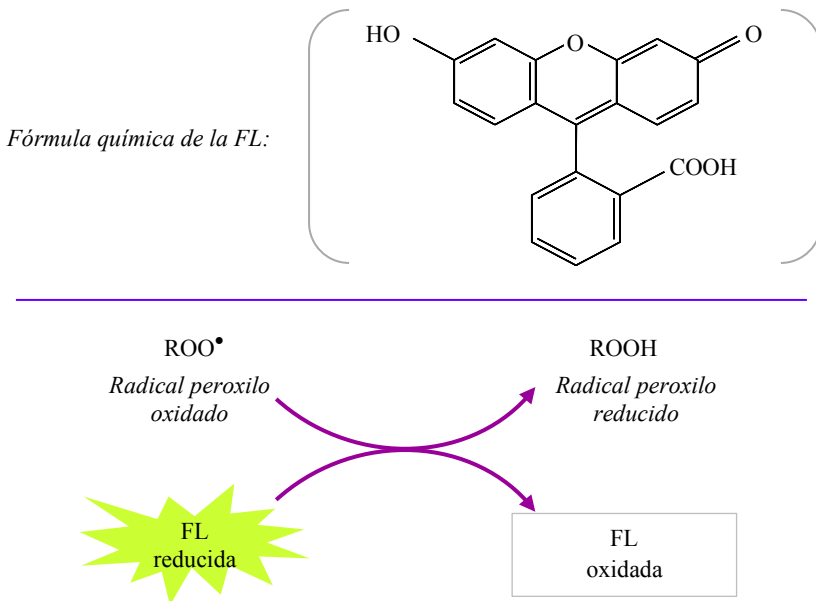 HO
O
O
Fórmula química de la FL:
COOH
ROO•
ROOH
Radical peroxilo
oxidado
Radical peroxilo
reducido
FL
reducida
FL
oxidada